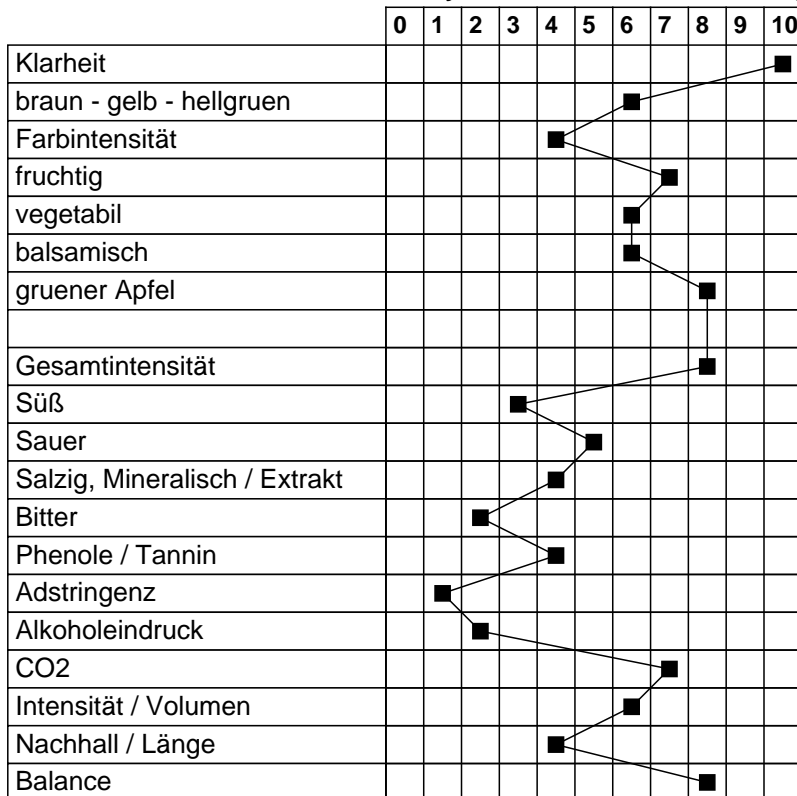 0 1 2 3 4 5 6 7 8 9 10
Klarheit
braun - gelb - hellgruen
Farbintensität
fruchtig
vegetabil
balsamisch
gruener Apfel
Gesamtintensität
Süß
Sauer
Salzig, Mineralisch / Extrakt
Bitter
Phenole / Tannin
Adstringenz
Alkoholeindruck
CO2
Intensität / Volumen
Nachhall / Länge
Balance